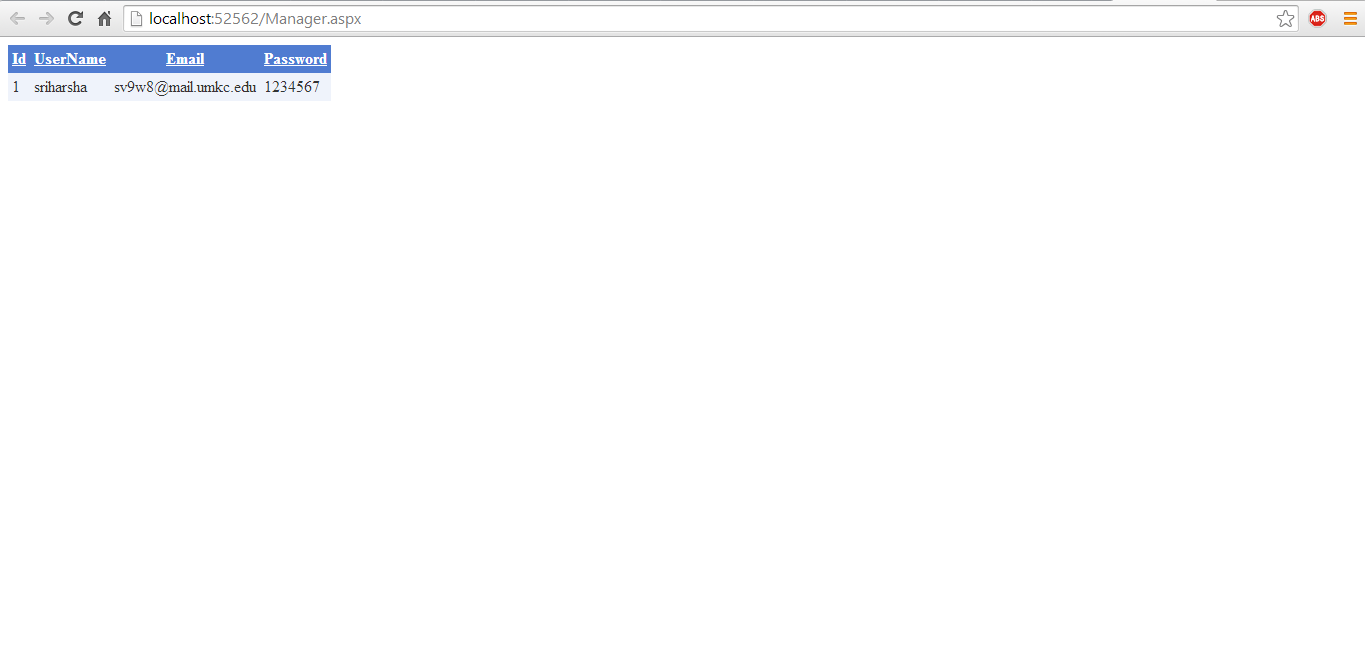 localhost:52562/Manager.aspx
ABS
Id UserName Email Password
1 sriharsha sv9w8@mail.umkc.edu 1234567